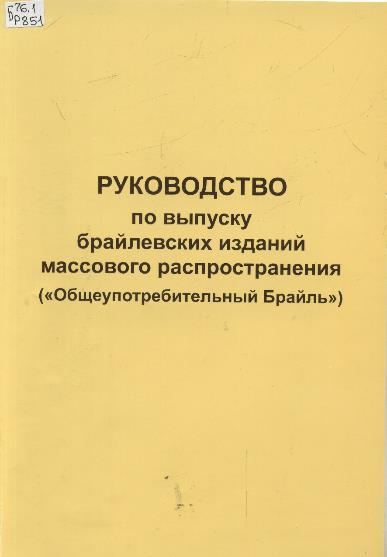 Б76.1
Р851
РУКОВОДСТВО
по выпуску
брайлевских изданий
массового распространения
(«Общеупотребительный Брайль»)